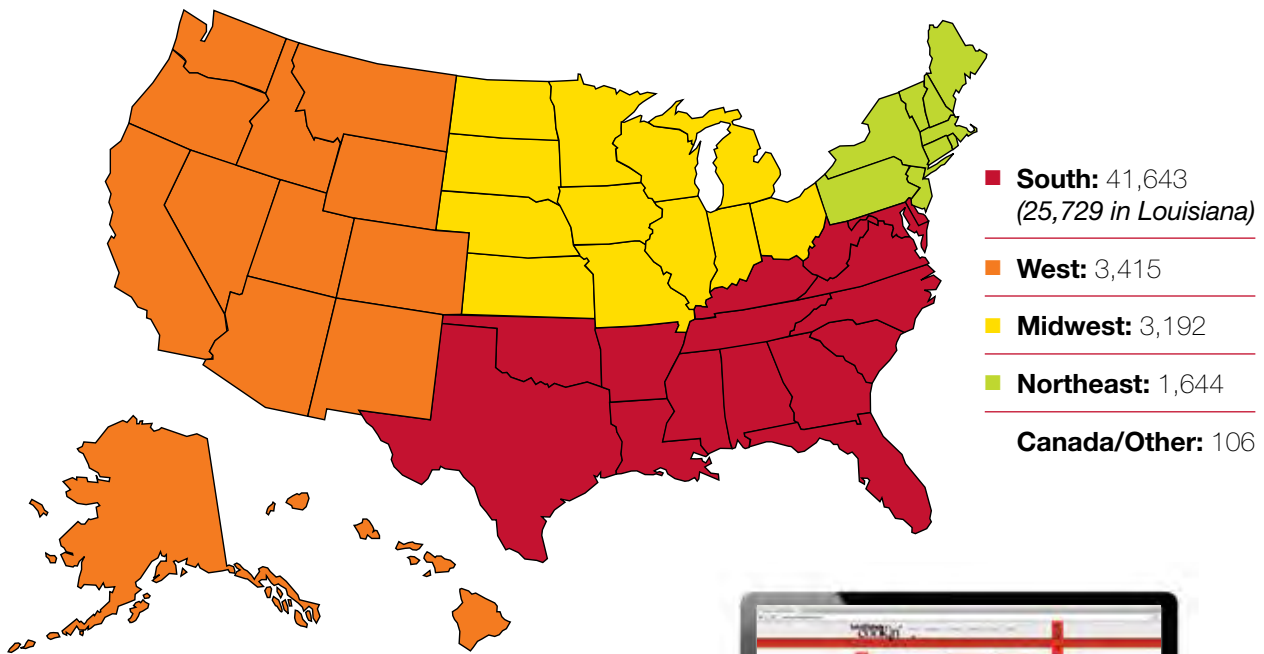 South: 41,643
(25,729 in Louisiana)
West: 3,415
Midwest: 3,192
Northeast: 1,644
Canada/Other: 106